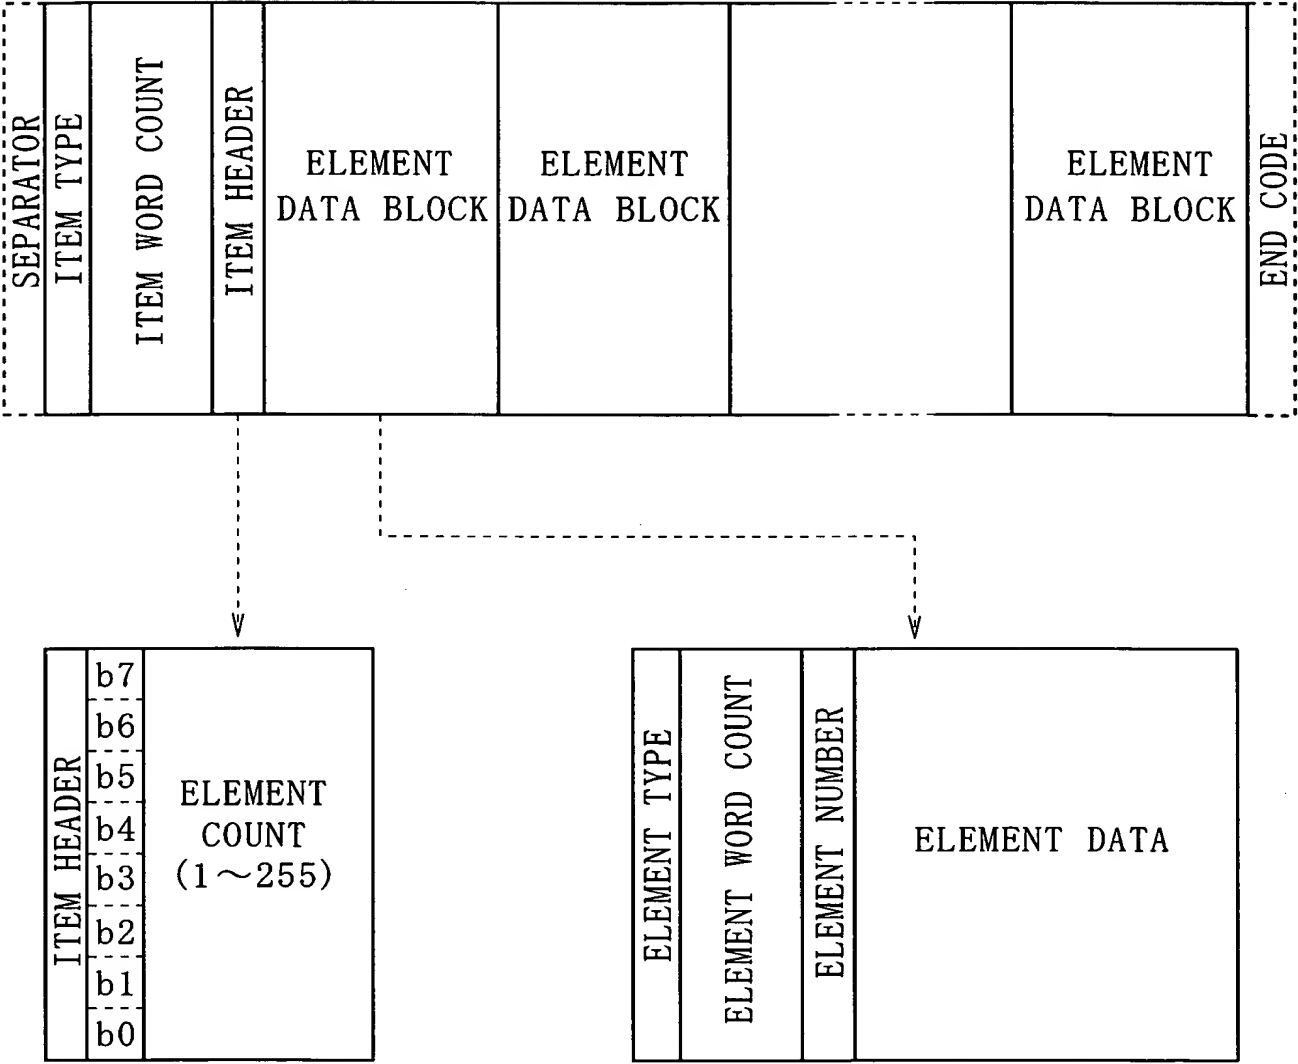 SEPARATOR
ITEM TYPE
ITEM WORD COUNT
ITEM HEADER
ELEMENT
DATA BLOCK
ELEMENT
DATA BLOCK
ELEMENT
DATA BLOCK
END CODE
ITEM HEADER
b7
b6
b5
b4
b3
b2
b1
b0
ELEMENT
COUNT
(1～255)
ELEMENT TYPE
ELEMENT WORD COUNT
ELEMENT NUMBER
ELEMENT DATA